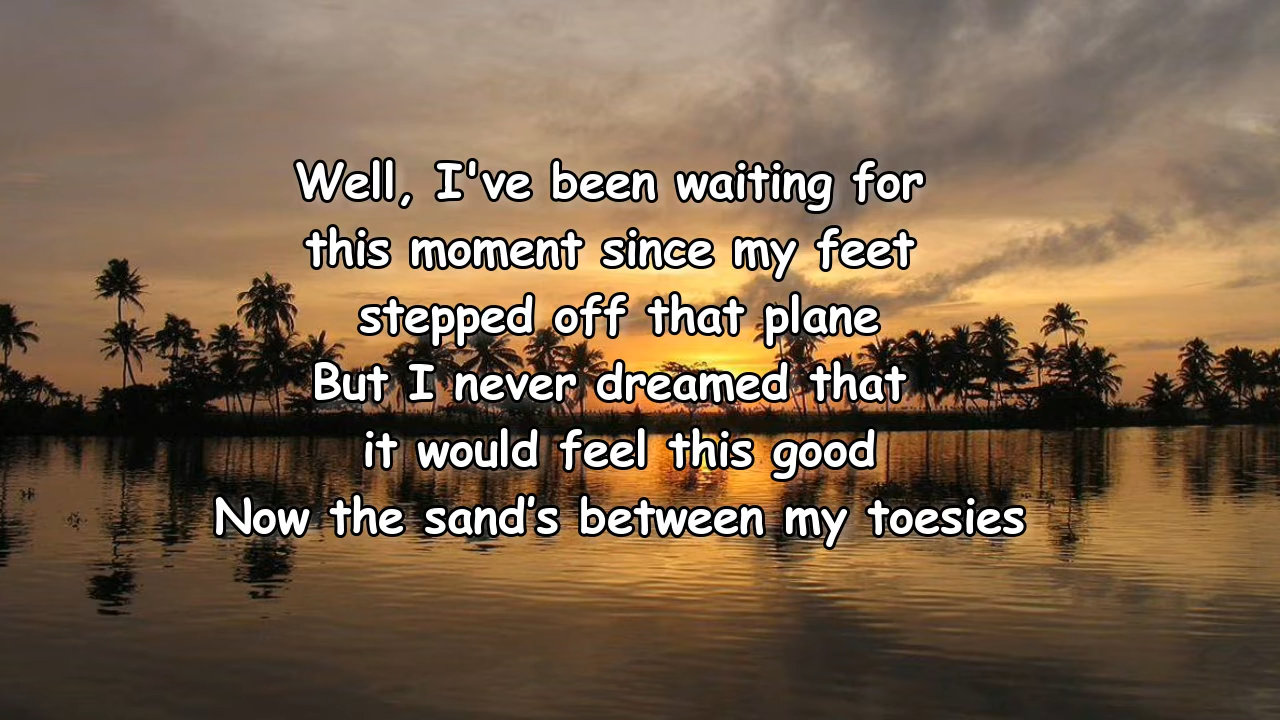 Well, I've been waiting for
this moment since my feet
stepped off that plane
But I never dreamed that
it would feel this good
Now the sand’s between my toesies